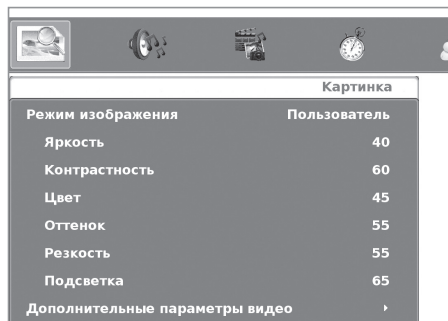 Картинка
Режим изображения Пользователь
Яркость 40
Контрастность 60
Цвет 45
Оттенок 55
Резкость 55
Подсветка 65
Дополнительные параметры видео